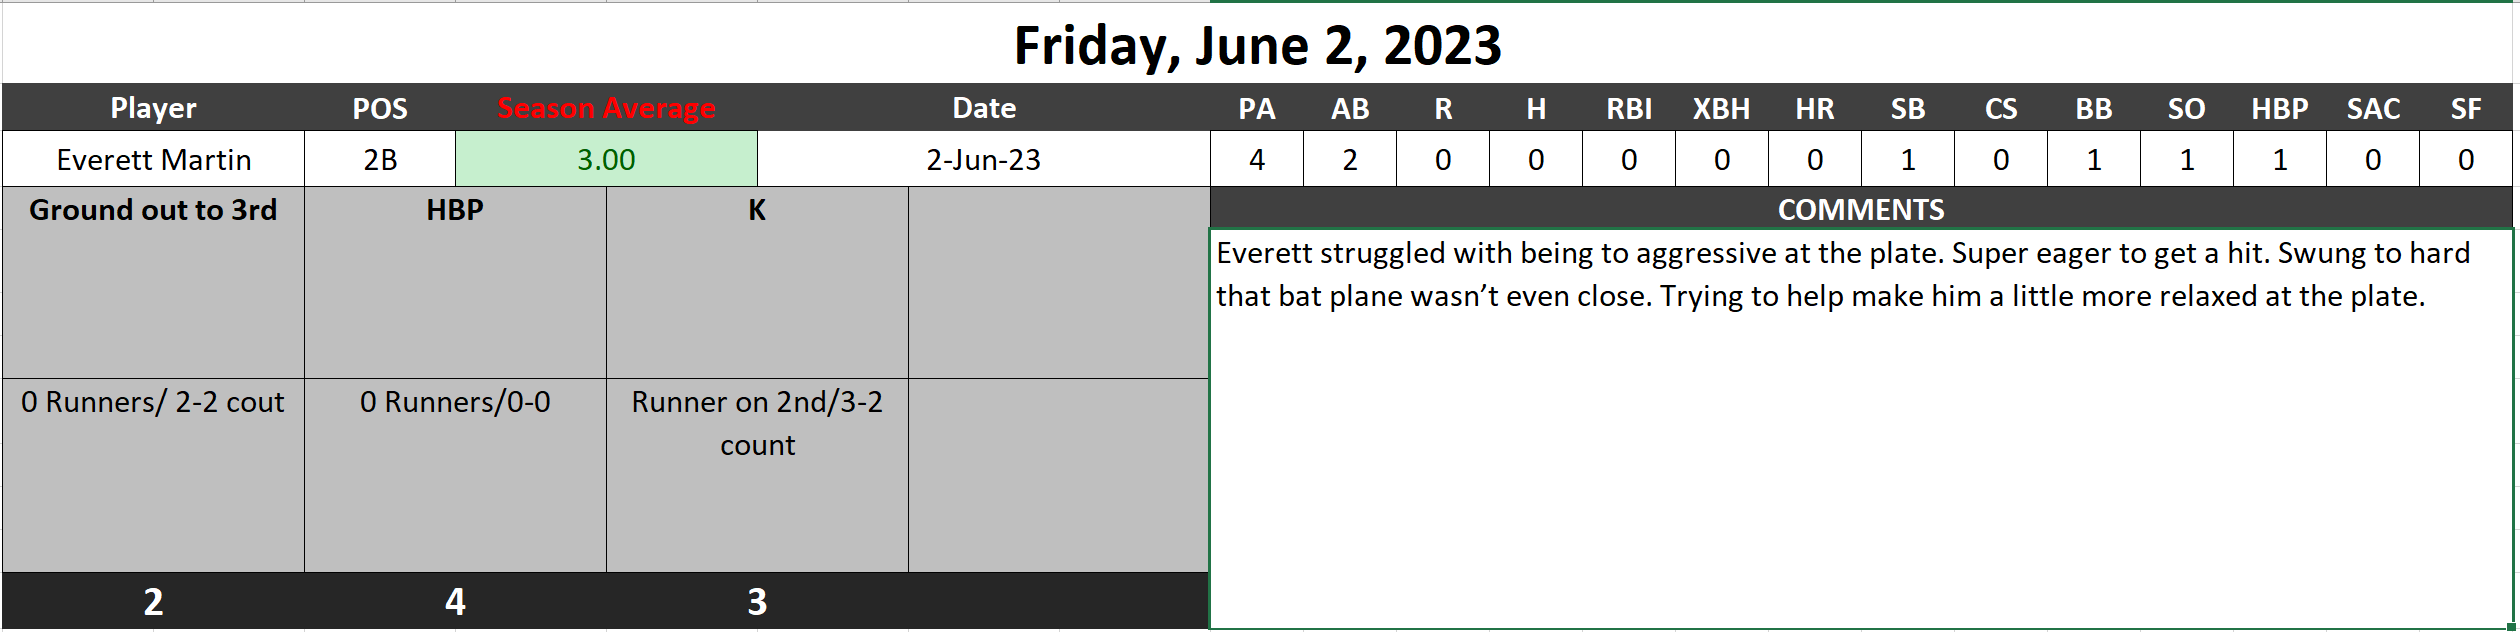 Friday, June 2, 2023
Player POS Season Average Date PA AB R H RBI XBH HR SB CS BB SO HBP SAC SF
Everett Martin 2B 3.00 2-Jun-23 4 2 0 0 0 0 0 1 0 1 1 1 0 0
Ground out to 3rd HBP K COMMENTS
Everett struggled with being to aggressive at the plate. Super eager to get a hit. Swung to hard
that bat plane wasn’t even close. Trying to help make him a little more relaxed at the plate.
0 Runners/ 2-2 cout 0 Runners/0-0 Runner on 2nd/3-2
count
2 4 3